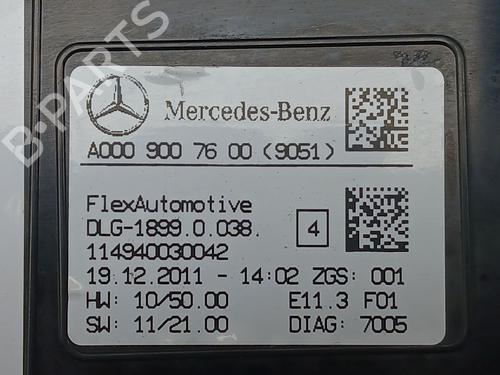 B-PARTS
Mercedes-Benz
A000 900 76 00 (9051)
FlexAutomotive
DLG-1899.0.038.
4
114940030042
19.12.2011 - 14:02 ZGS: 001
HW: 10/50.00 E11.3 F01
SW: 11/21.00 DIAG: 7005